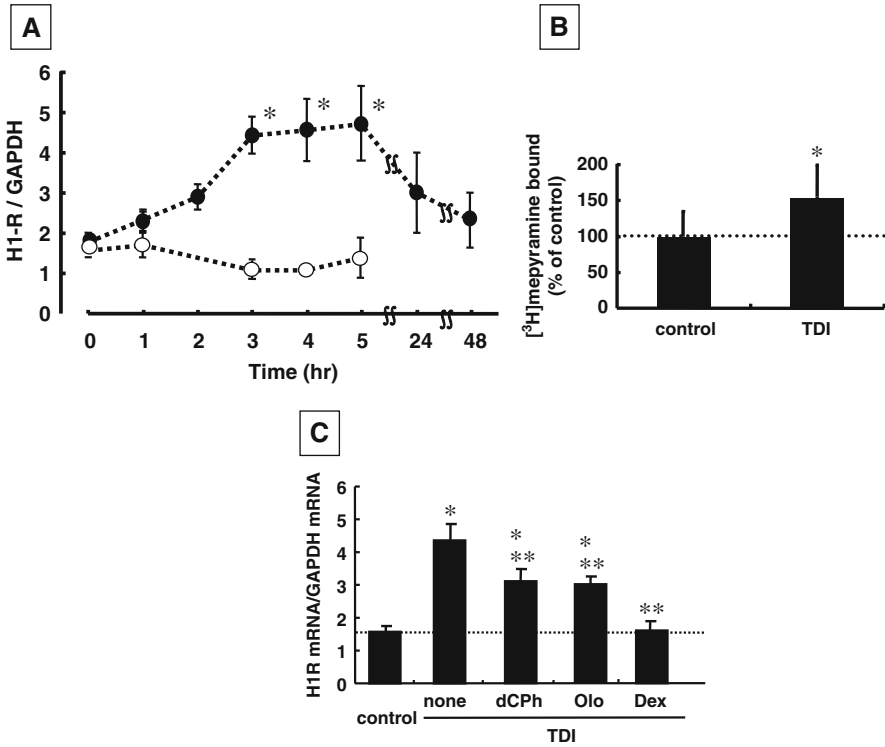 A
H1-R / GAPDH
6
5
4
3
2
1
0
* * *
0 1 2 3 4 5 24 48
Time (hr)
B
[³H]mepyramine bound
(% of control)
200
150
100
50
0
*
control TDI
C
H1R mRNA/GAPDH mRNA
6
5
4
3
2
1
0
*
*
**
*
**
**
control none dCPh Olo Dex
TDI